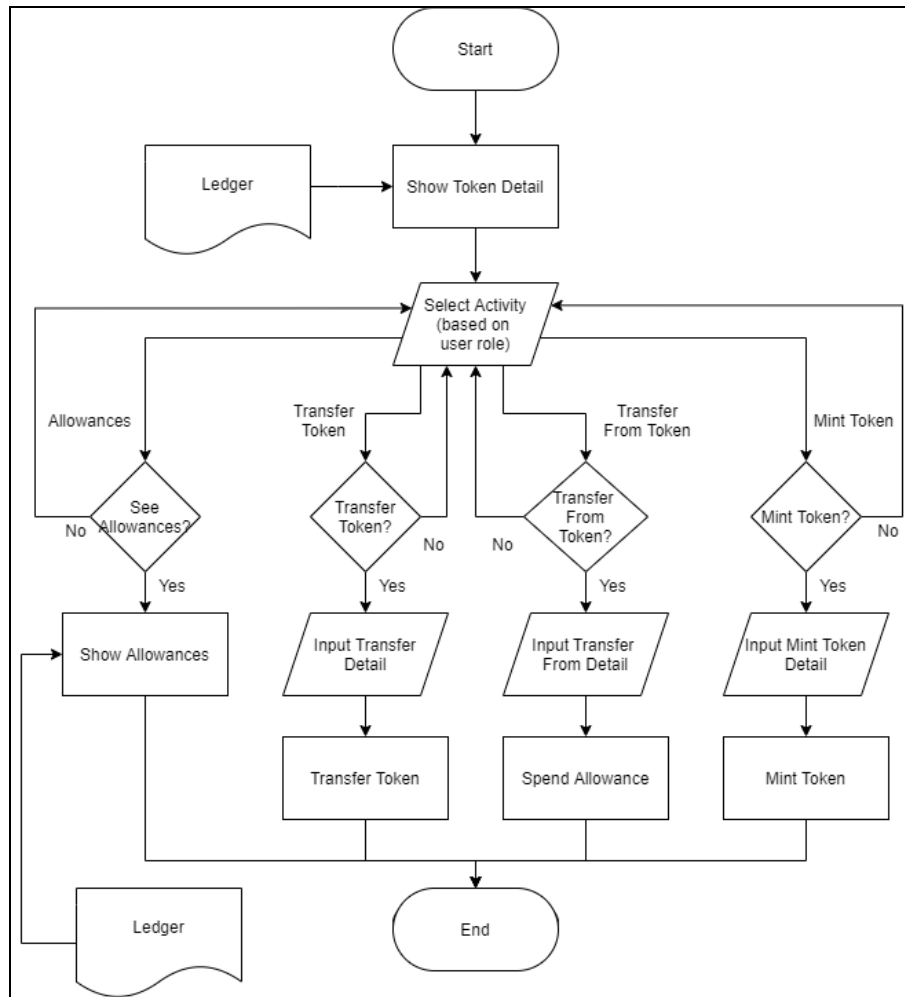 Start
Ledger
Show Token Detail
Select Activity
(based on
user role)
Allowances
Transfer
Token
Transfer
From Token
Mint Token
See
Allowances?
Transfer
Token?
Transfer
From
Token?
Mint Token?
No
No
No
No
Yes
Yes
Yes
Yes
Show Allowances
Input Transfer
Detail
Input Transfer
From Detail
Input Mint Token
Detail
Transfer Token
Spend Allowance
Mint Token
Ledger
End